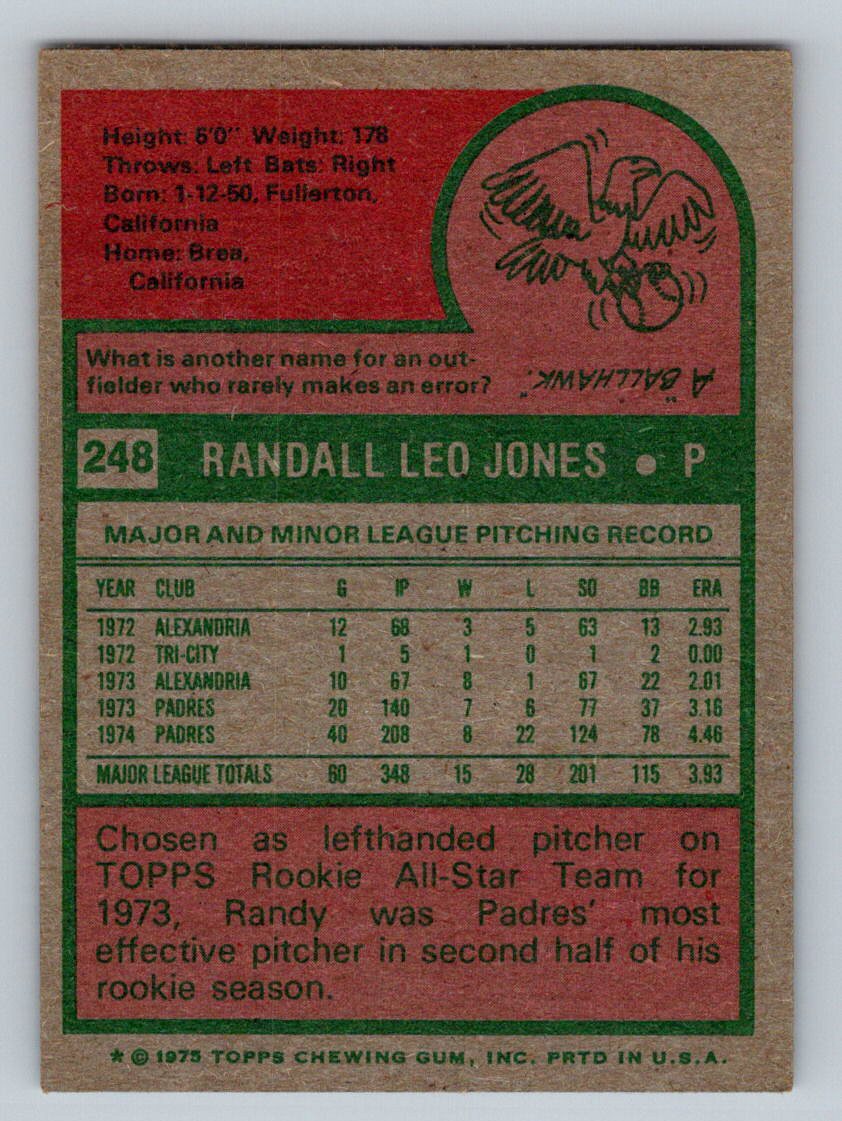 Height: 6'0" Weight: 178
Throws: Left Bats: Right
Born: 1-12-50, Fullerton,
California
Home: Brea,
California
What is another name for an out-
fielder who rarely makes an error?
A "BALLHAWK."
248 RANDALL LEO JONES • P
MAJOR AND MINOR LEAGUE PITCHING RECORD
YEAR CLUB G IP W L SO BB ERA
1972 ALEXANDRIA 12 68 3 5 63 13 2.93
1972 TRI-CITY 1 5 1 0 1 2 0.00
1973 ALEXANDRIA 10 67 8 1 67 22 2.01
1973 PADRES 20 140 7 6 77 37 3.16
1974 PADRES 40 208 8 22 124 78 4.46
MAJOR LEAGUE TOTALS 60 348 15 28 201 115 3.93
Chosen as lefthanded pitcher on
TOPPS Rookie All-Star Team for
1973, Randy was Padres' most
effective pitcher in second half of his
rookie season.
* © 1975 TOPPS CHEWING GUM, INC. PRTD IN U.S.A.